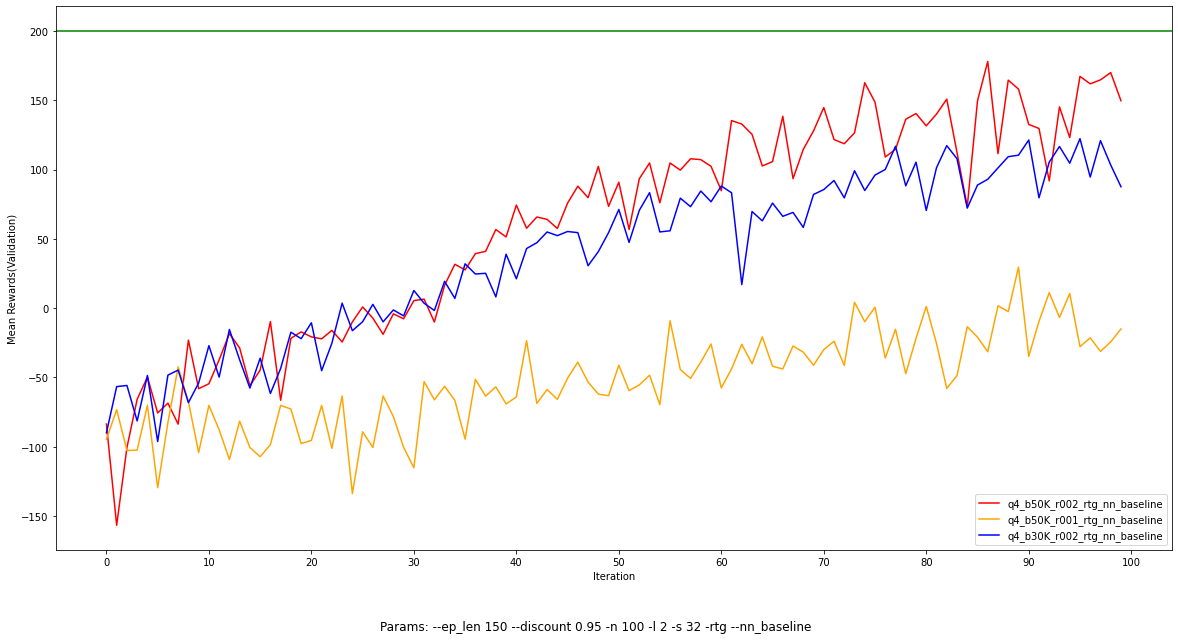 200
150
100
50
0
−50
−100
−150
Mean Rewards(Validation)
0 10 20 30 40 50 60 70 80 90 100
Iteration
q4_b50K_r002_rtg_nn_baseline
q4_b50K_r001_rtg_nn_baseline
q4_b30K_r002_rtg_nn_baseline
Params: --ep_len 150 --discount 0.95 -n 100 -l 2 -s 32 -rtg --nn_baseline